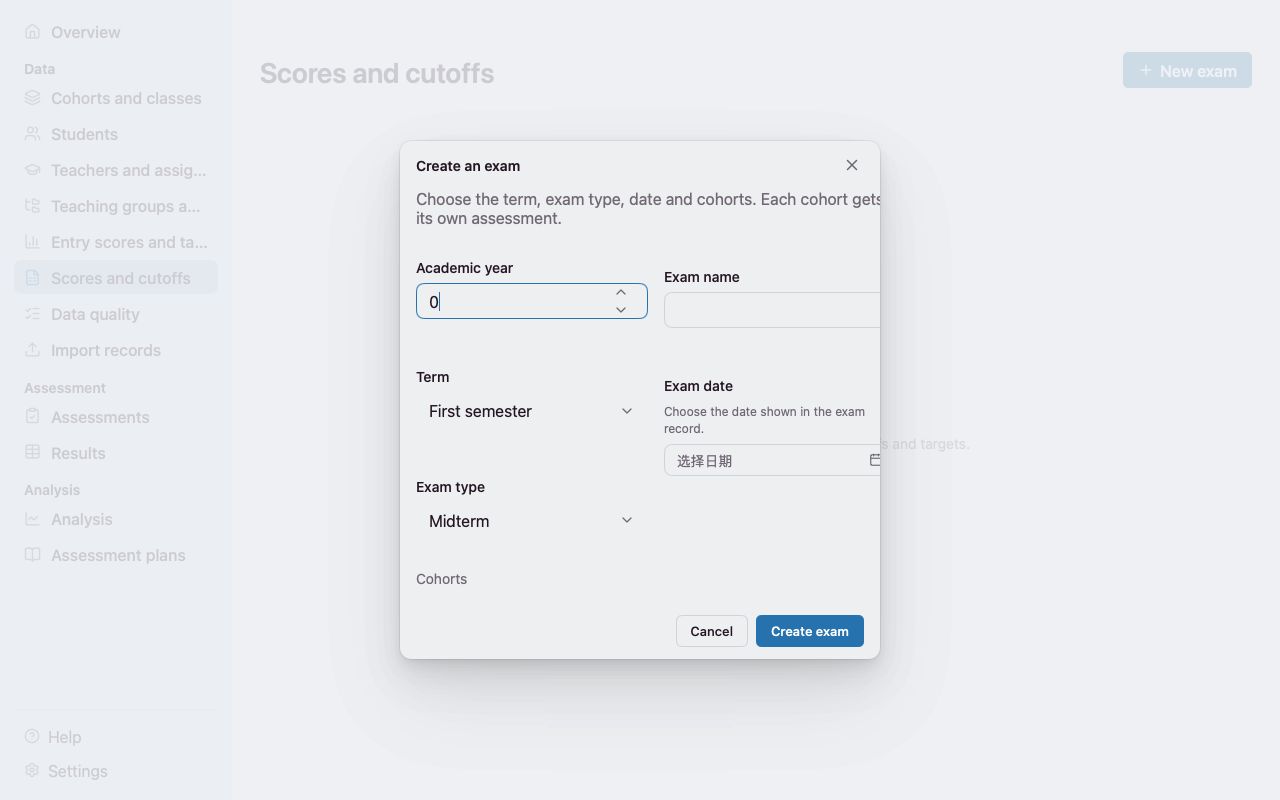 Overview
Data
Cohorts and classes
Students
Teachers and assig...
Teaching groups a...
Entry scores and ta...
Scores and cutoffs
Data quality
Import records
Assessment
Assessments
Results
Analysis
Analysis
Assessment plans
Help
Settings
Scores and cutoffs
New exam
s and targets.
Create an exam
Choose the term, exam type, date and cohorts. Each cohort gets
its own assessment.
Academic year
0
Exam name
Term
First semester
Exam date
Choose the date shown in the exam
record.
选择日期
Exam type
Midterm
Cohorts
Cancel
Create exam